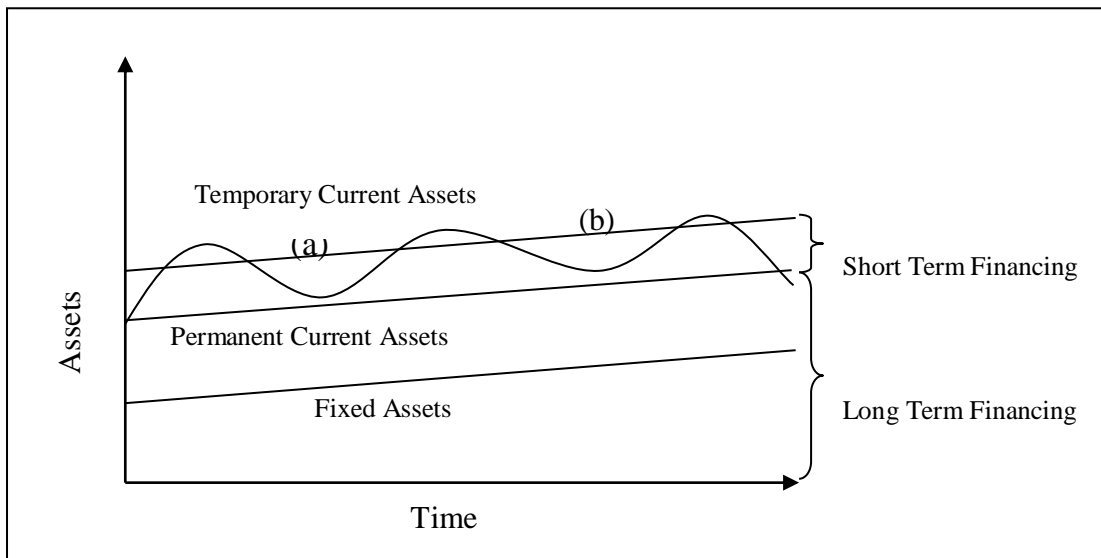 Temporary Current Assets
(a)
(b)
Short Term Financing
Permanent Current Assets
Assets
Fixed Assets
Long Term Financing
Time